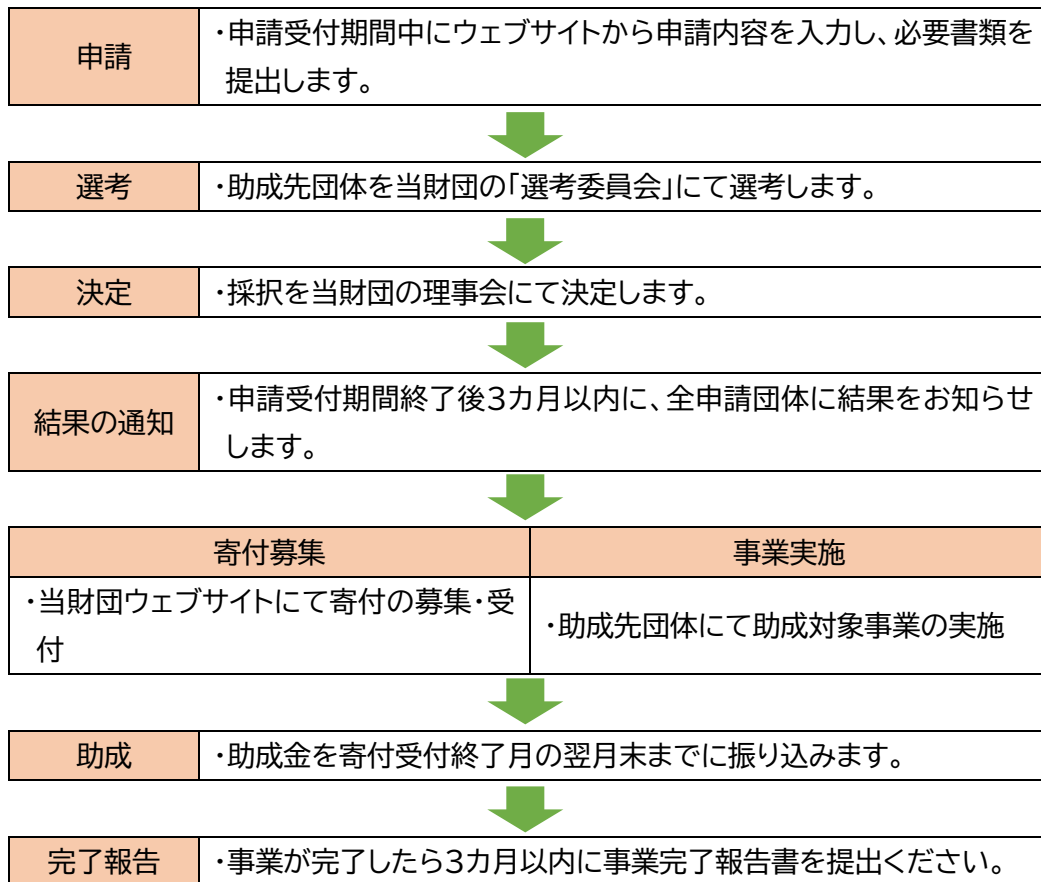 申請
・申請受付期間中にウェブサイトから申請内容を入力し、必要書類を
提出します。
選考
・助成先団体を当財団の「選考委員会」にて選考します。
決定
・採択を当財団の理事会にて決定します。
結果の通知
・申請受付期間終了後3カ月以内に、全申請団体に結果をお知らせ
します。
寄付募集
事業実施
・当財団ウェブサイトにて寄付の募集・受
付
・助成先団体にて助成対象事業の実施
助成
・助成金を寄付受付終了月の翌月末までに振り込みます。
完了報告
・事業が完了したら3カ月以内に事業完了報告書を提出ください。